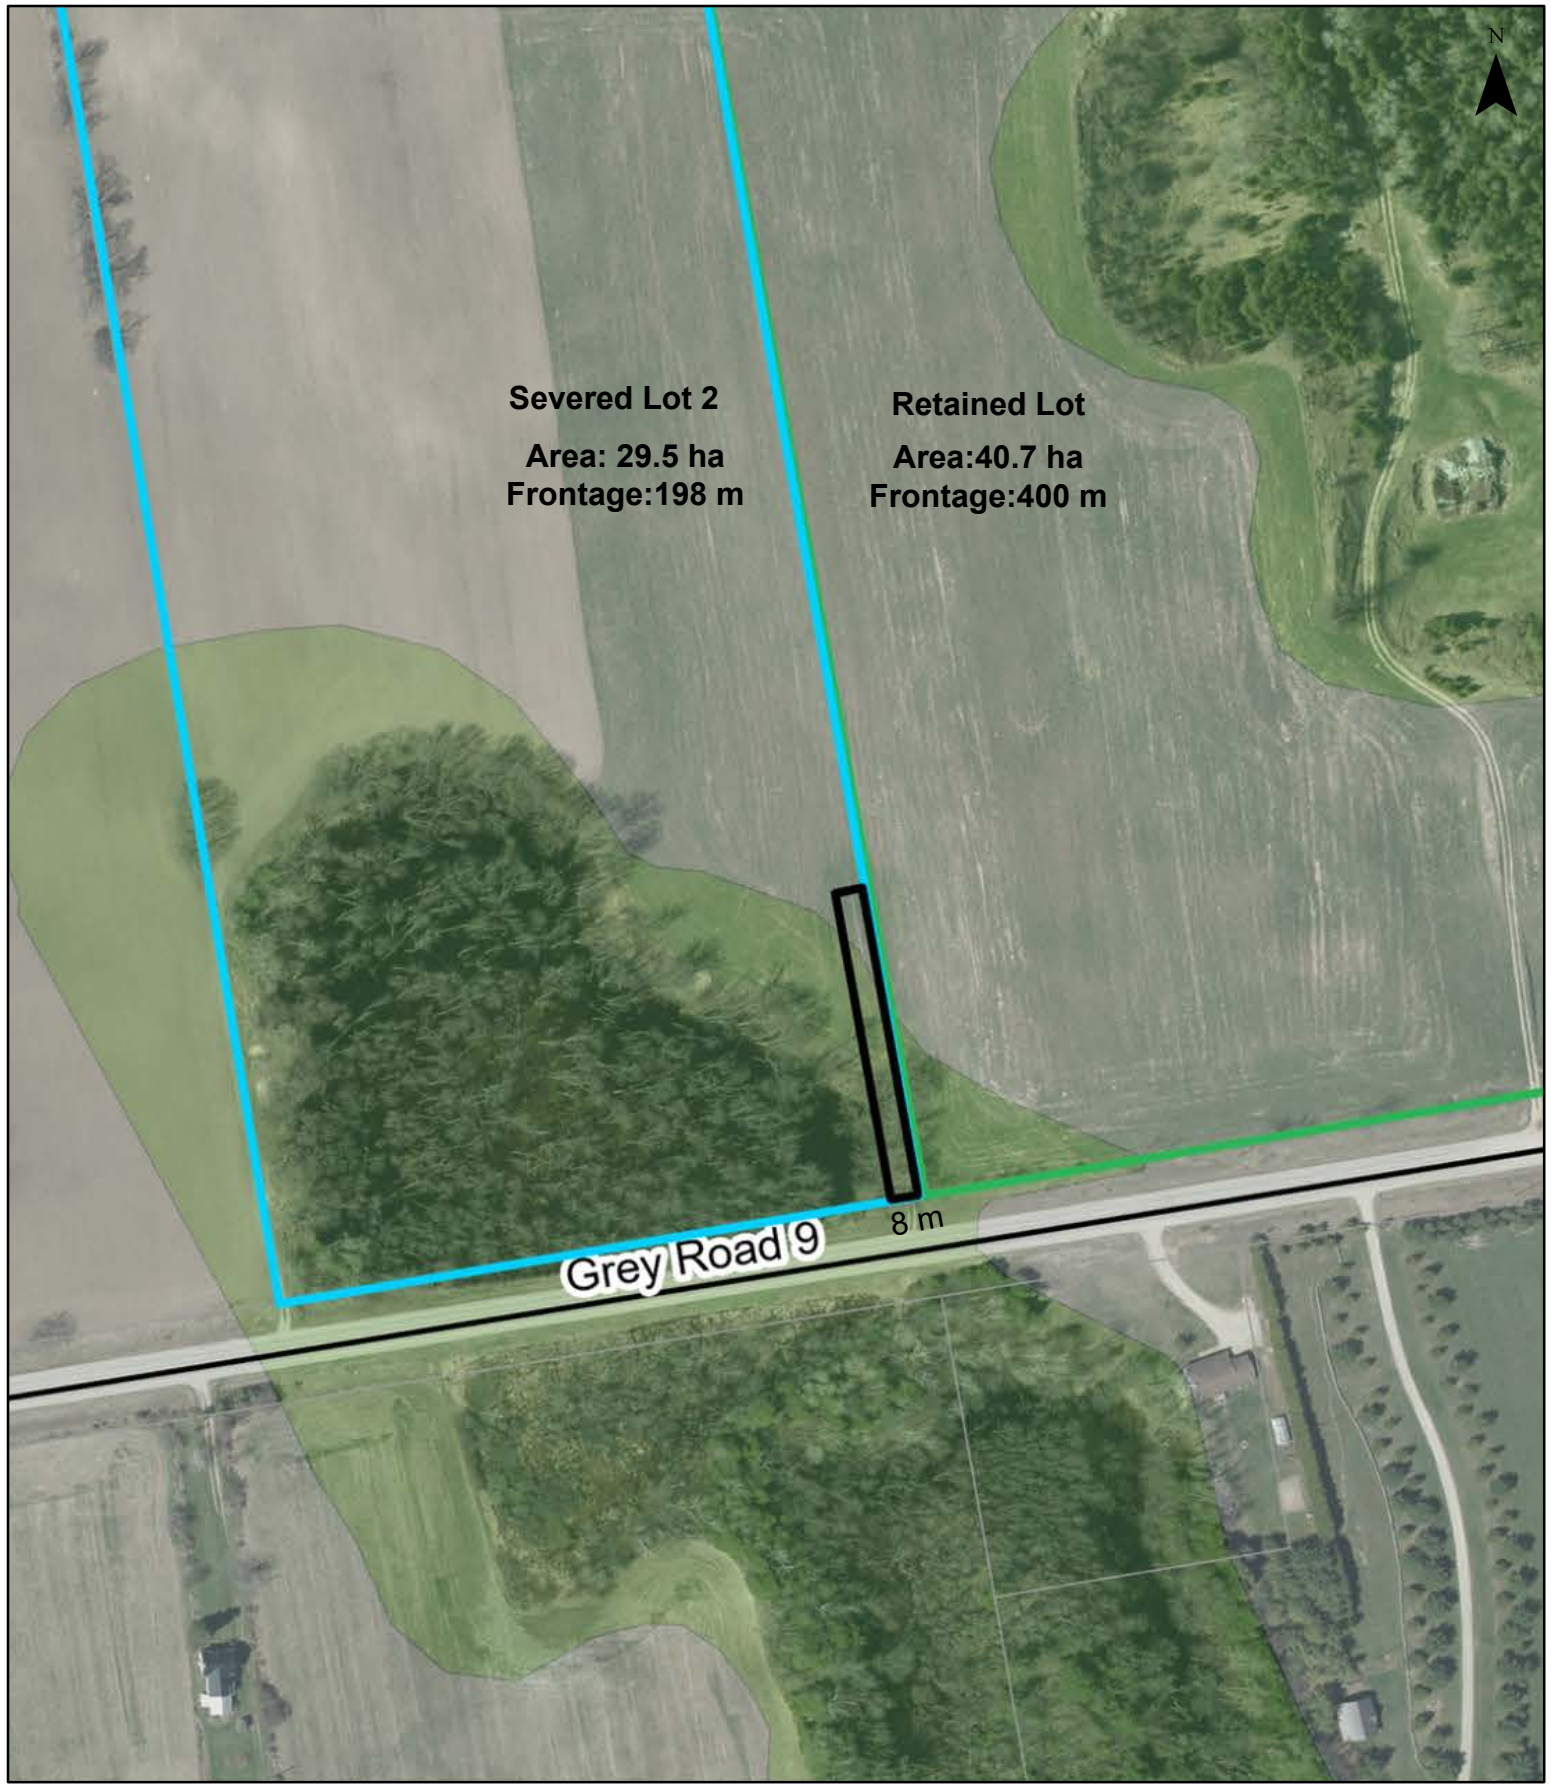 N
Severed Lot 2
Area: 29.5 ha
Frontage:198 m
Retained Lot
Area:40.7 ha
Frontage:400 m
8 m
Grey Road 9